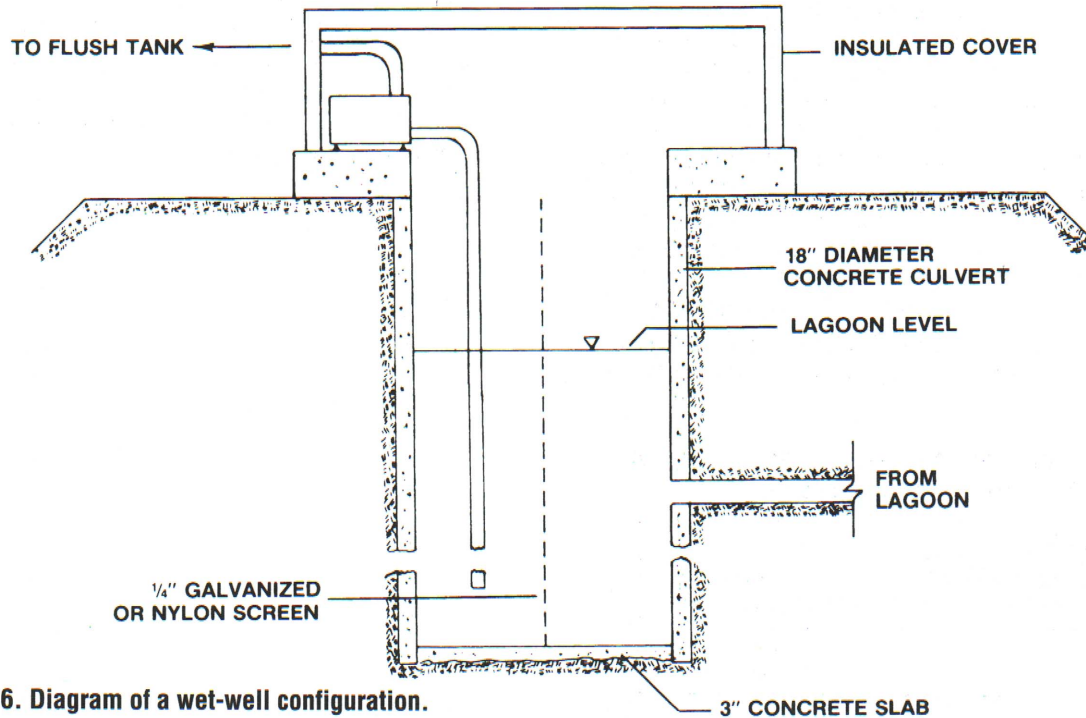 TO FLUSH TANK
INSULATED COVER
18" DIAMETER
CONCRETE CULVERT
LAGOON LEVEL
FROM
LAGOON
1/4" GALVANIZED
OR NYLON SCREEN
6. Diagram of a wet-well configuration.
3" CONCRETE SLAB